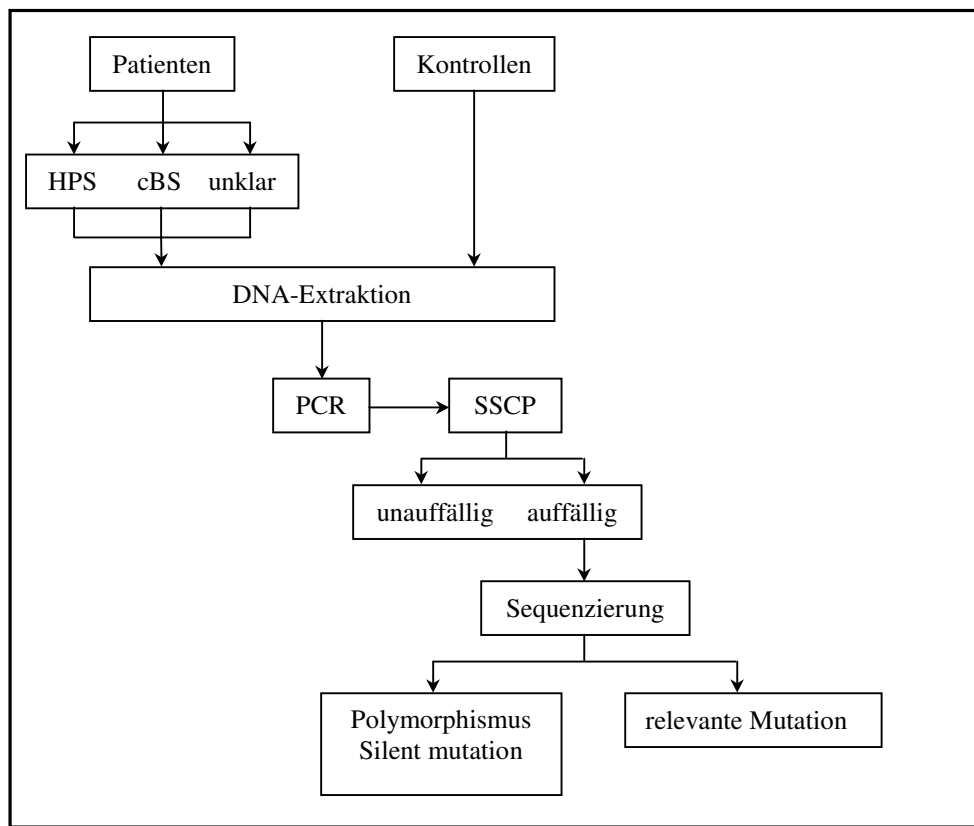 Patienten
Kontrollen
HPS cBS unklar
DNA-Extraktion
PCR
SSCP
unauffällig auffällig
Sequenzierung
Polymorphismus
Silent mutation
relevante Mutation